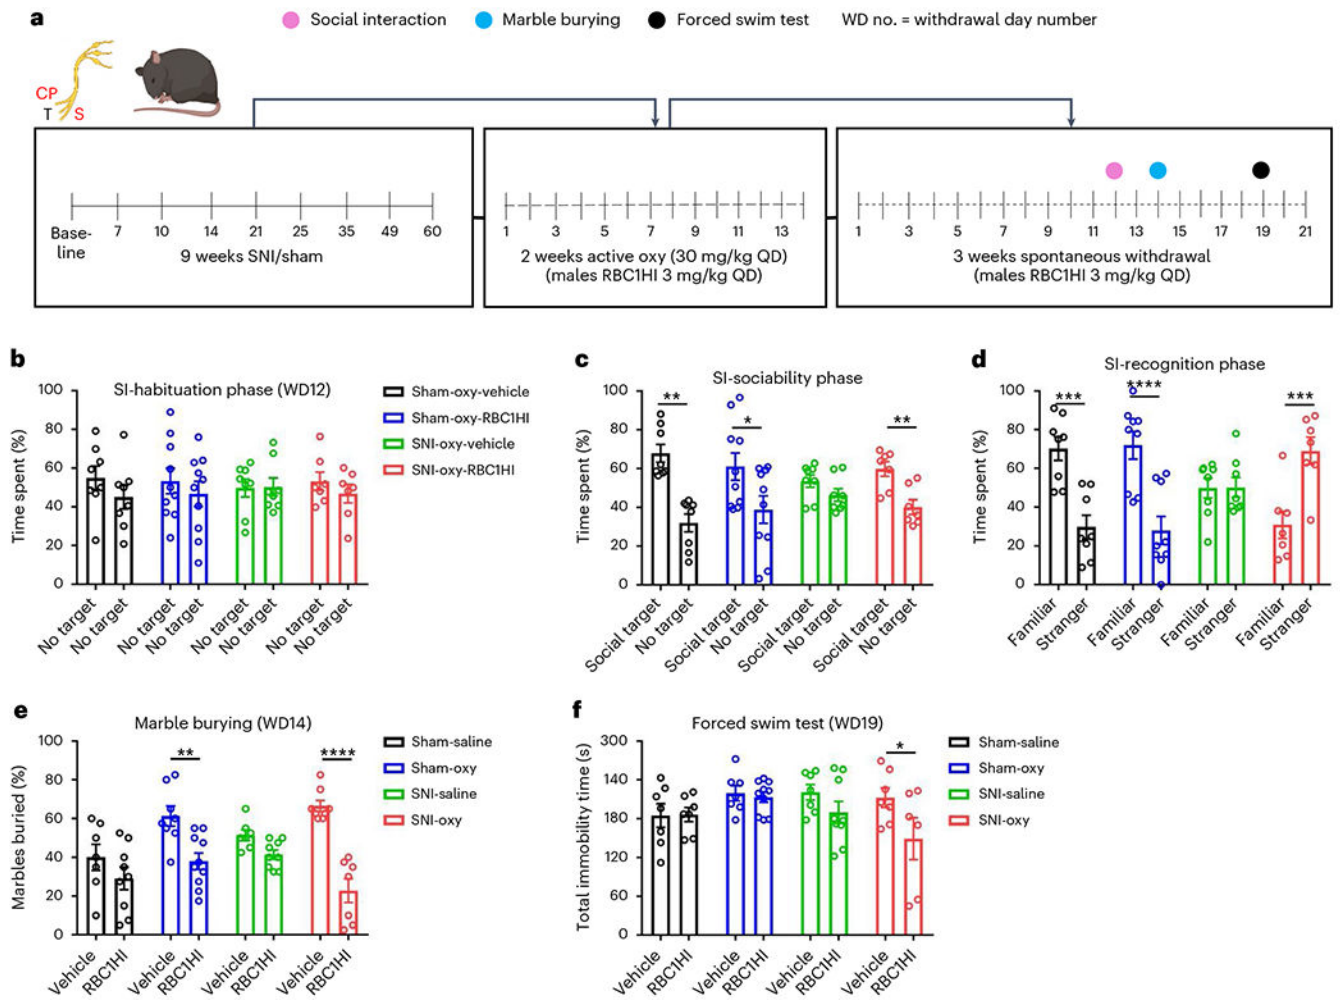 a
Social interaction
Marble burying
Forced swim test
WD no. = withdrawal day number
CP
T
S
Base-
line
7
10
14
21
25
35
49
60
9 weeks SNI/sham
1
3
5
7
9
11
13
2 weeks active oxy (30 mg/kg QD)
(males RBC1HI 3 mg/kg QD)
1
3
5
7
9
11
13
15
17
19
21
3 weeks spontaneous withdrawal
(males RBC1HI 3 mg/kg QD)
b
SI-habituation phase (WD12)
Time spent (%)
100
80
60
40
20
0
No target
No target
No target
No target
No target
No target
No target
No target
Sham-oxy-vehicle
Sham-oxy-RBC1HI
SNI-oxy-vehicle
SNI-oxy-RBC1HI
c
SI-sociability phase
Time spent (%)
100
80
60
40
20
0
**
*
**
Social target
No target
Social target
No target
Social target
No target
Social target
No target
d
SI-recognition phase
Time spent (%)
100
80
60
40
20
0
***
****
***
Familiar
Stranger
Familiar
Stranger
Familiar
Stranger
Familiar
Stranger
e
Marble burying (WD14)
Marbles buried (%)
100
80
60
40
20
0
**
****
Vehicle
RBC1HI
Vehicle
RBC1HI
Vehicle
RBC1HI
Vehicle
RBC1HI
Sham-saline
Sham-oxy
SNI-saline
SNI-oxy
f
Forced swim test (WD19)
Total immobility time (s)
300
140
180
120
60
0
*
Vehicle
RBC1HI
Vehicle
RBC1HI
Vehicle
RBC1HI
Vehicle
RBC1HI
Sham-saline
Sham-oxy
SNI-saline
SNI-oxy